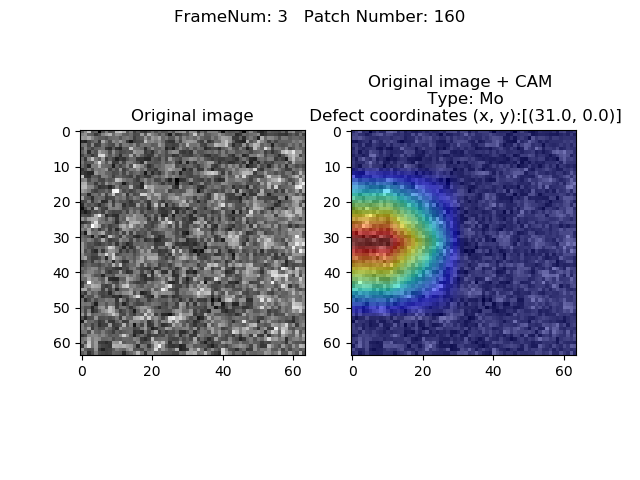 FrameNum: 3   Patch Number: 160
Original image
Original image + CAM
Type: Mo
Defect coordinates (x, y):[(31.0, 0.0)]
0
10
20
30
40
50
60
0 20 40 60
0
10
20
30
40
50
60
0 20 40 60